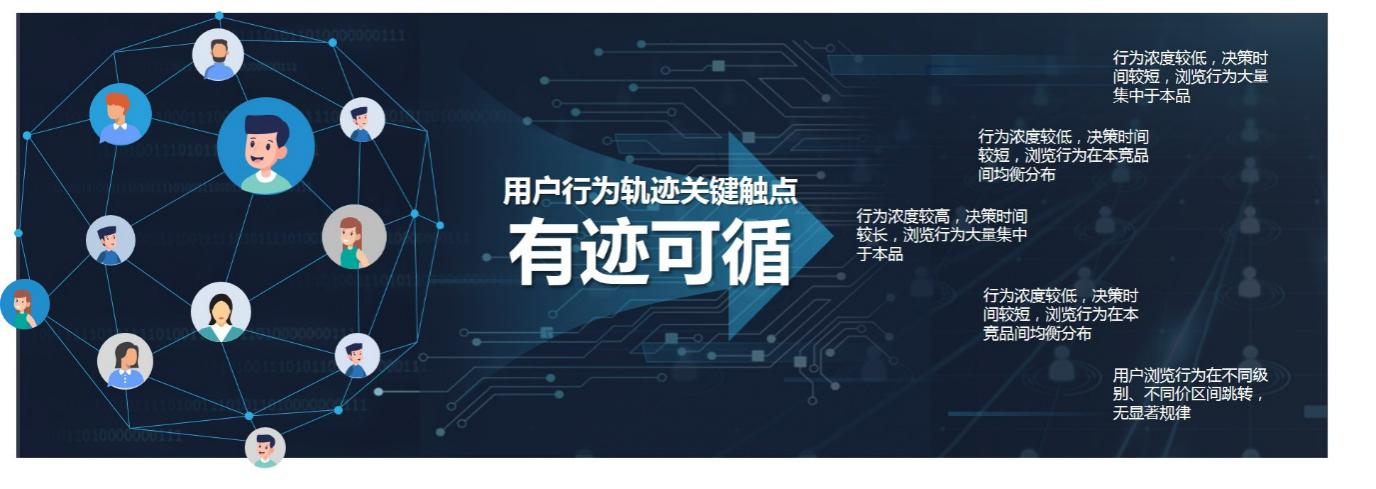 用户行为轨迹关键触点
有迹可循
行为浓度较低，决策时
间较短，浏览行为大量
集中于本品
行为浓度较低，决策时间
较短，浏览行为在本竞品
间均衡分布
行为浓度较高，决策时间
较长，浏览行为大量集中
于本品
行为浓度较低，决策时
间较短，浏览行为在本
竞品间均衡分布
用户浏览行为在不同级
别、不同价区间跳转，
无显著规律